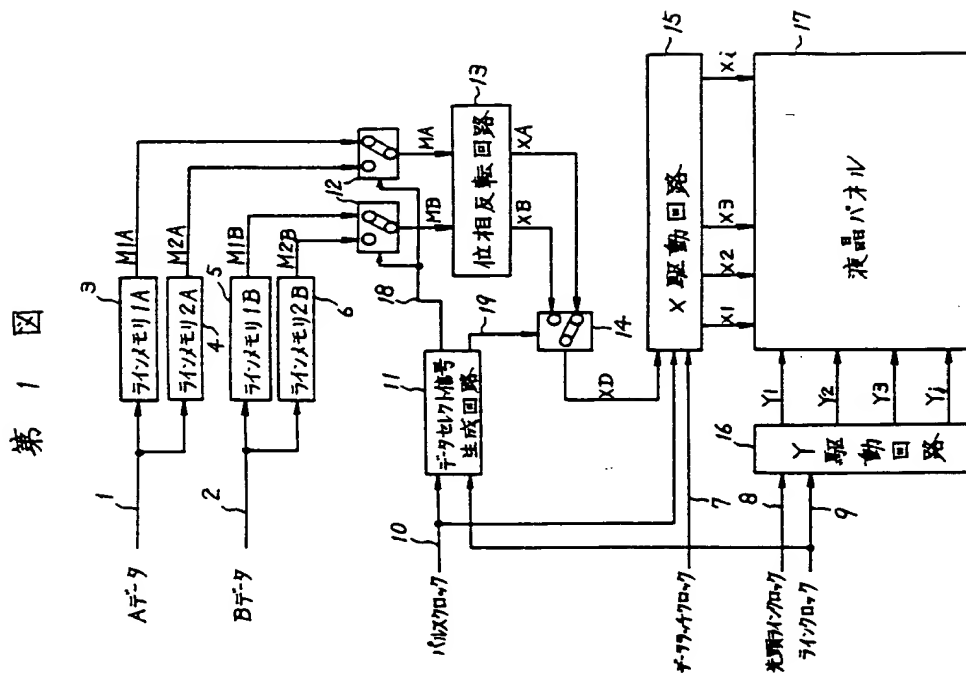 第 1 図
Aデータ
1
ラインメモリ1A
3
M1A
ラインメモリ2A
4
M2A
Bデータ
2
ラインメモリ1B
5
M1B
ラインメモリ2B
6
M2B
12
12
MA
MB
18
位相反転回路
13
XA
XB
パルスクロック
10
データセレクト信号
生成回路
11
19
14
XD
データラッチクロック
7
X駆動回路
15
X1
X2
X3
Xi
先頭ラインクロック
8
ラインクロック
9
Y駆動回路
16
Y1
Y2
Y3
Yj
液晶パネル
17